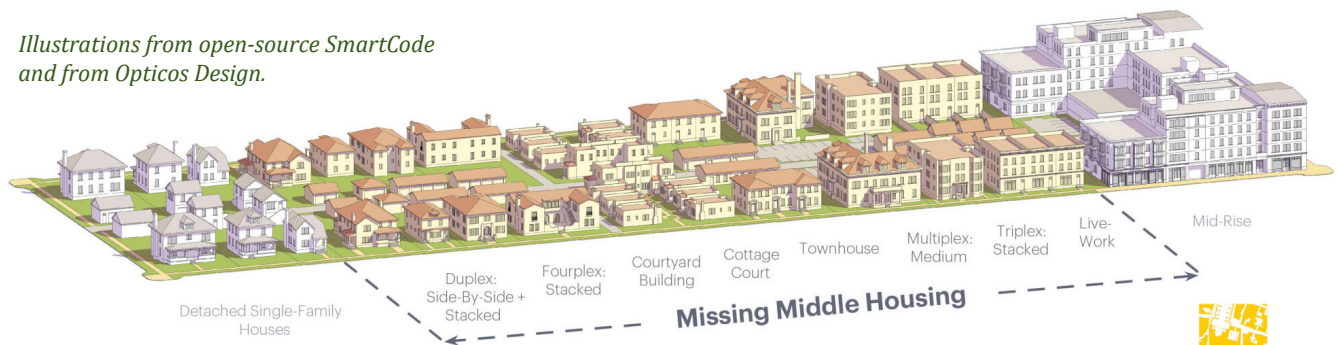 Illustrations from open-source SmartCode
and from Opticos Design.
Detached Single-Family
Houses
Duplex:
Side-By-Side +
Stacked
Fourplex:
Stacked
Courtyard
Building
Cottage
Court
Townhouse
Multiplex:
Medium
Triplex:
Stacked
Live-
Work
Mid-Rise
Missing Middle Housing